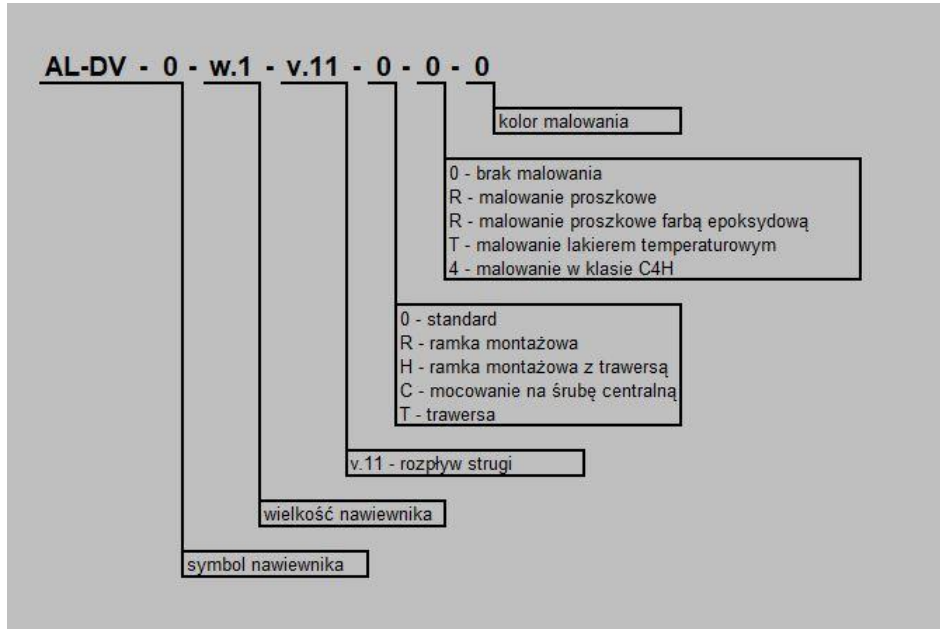 AL-DV - 0 - w.1 - v.11 - 0 - 0 - 0
kolor malowania
0 - brak malowania
R - malowanie proszkowe
R - malowanie proszkowe farbą epoksydową
T - malowanie lakierem temperaturowym
4 - malowanie w klasie C4H
0 - standard
R - ramka montażowa
H - ramka montażowa z trawersą
C - mocowanie na śrubę centralną
T - trawersa
v.11 - rozpływ strugi
wielkość nawiewnika
symbol nawiewnika